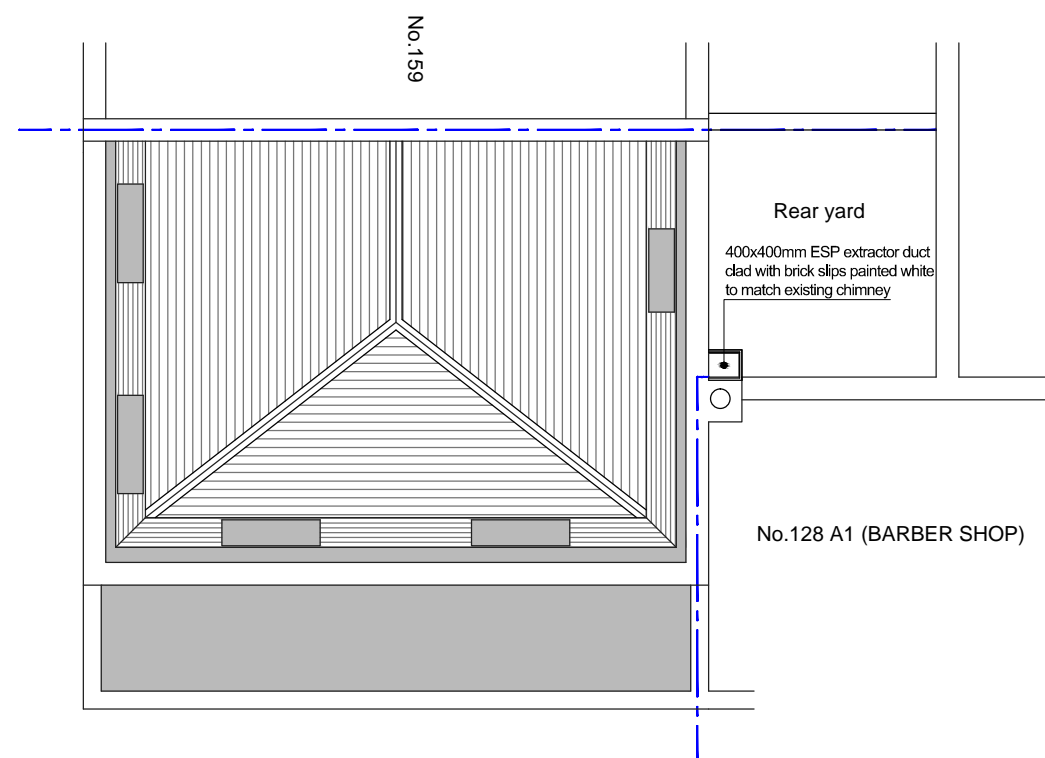 No.159
Rear yard
400x400mm ESP extractor duct
clad with brick slips painted white
to match existing chimney
No.128 A1 (BARBER SHOP)